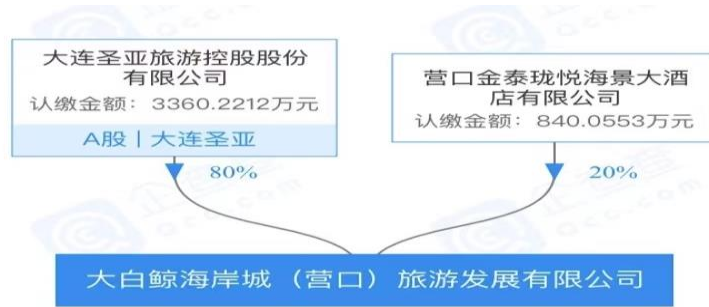 大连圣亚旅游控股股份
有限公司
认缴金额：3360.2212万元
A股 | 大连圣亚
营口金泰珑悦海景大酒
店有限公司
认缴金额：840.0553万元
80%
20%
大白鲸海岸城（营口）旅游发展有限公司